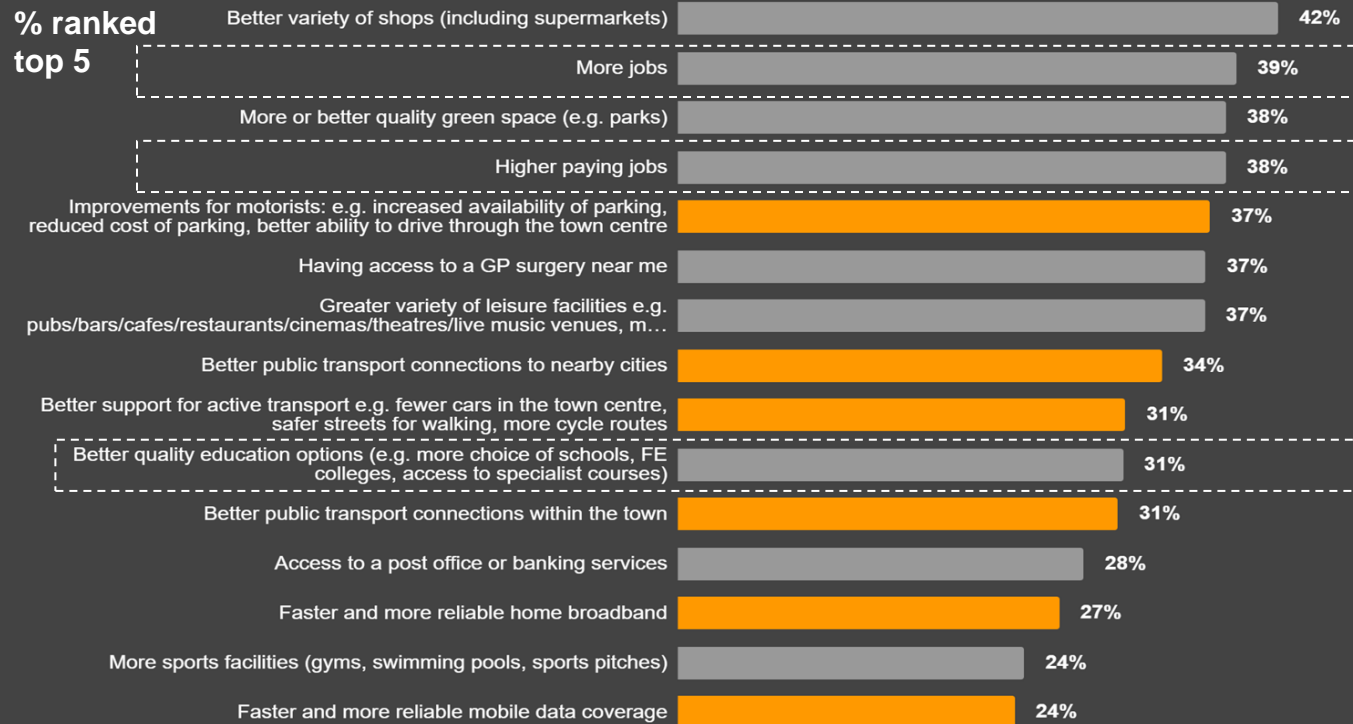 % ranked
top 5
Better variety of shops (including supermarkets) 42%
More jobs 39%
More or better quality green space (e.g. parks) 38%
Higher paying jobs 38%
Improvements for motorists: e.g. increased availability of parking,
reduced cost of parking, better ability to drive through the town centre 37%
Having access to a GP surgery near me 37%
Greater variety of leisure facilities e.g.
pubs/bars/cafes/restaurants/cinemas/theatres/live music venues, m… 37%
Better public transport connections to nearby cities 34%
Better support for active transport e.g. fewer cars in the town centre,
safer streets for walking, more cycle routes 31%
Better quality education options (e.g. more choice of schools, FE
colleges, access to specialist courses) 31%
Better public transport connections within the town 31%
Access to a post office or banking services 28%
Faster and more reliable home broadband 27%
More sports facilities (gyms, swimming pools, sports pitches) 24%
Faster and more reliable mobile data coverage 24%